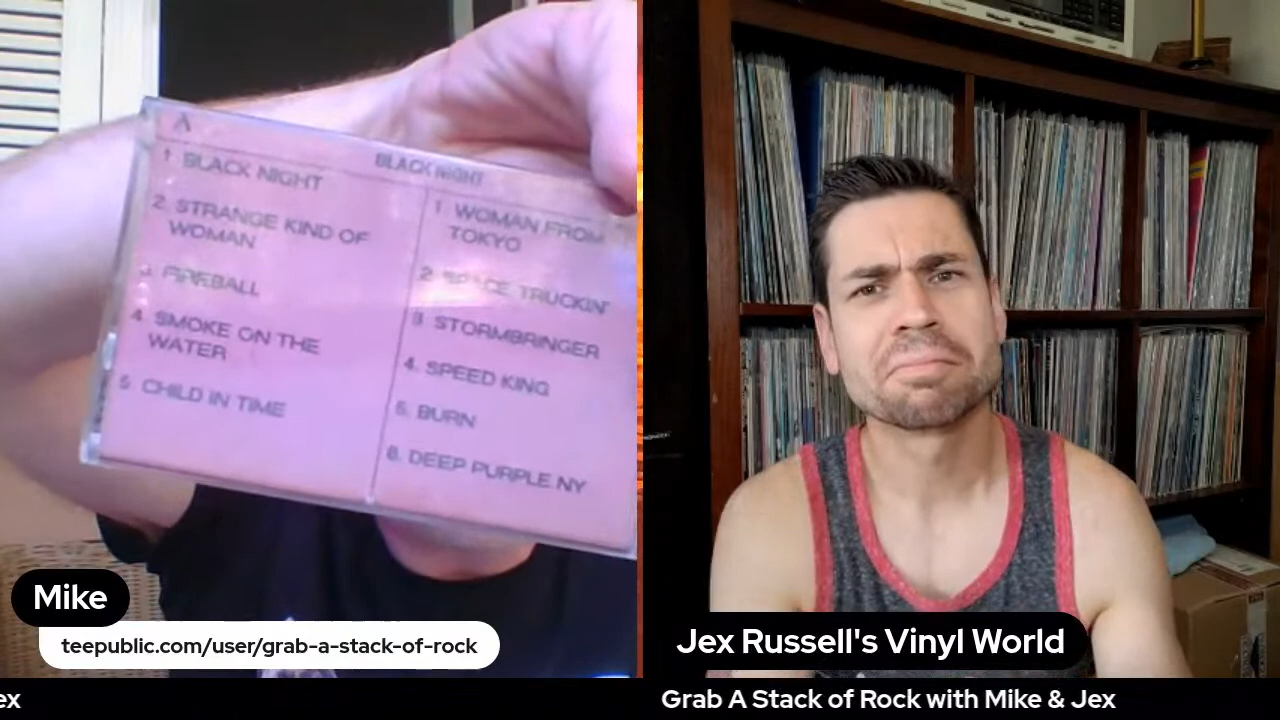 A
BLACK NIGHT
1 BLACK NIGHT
2 STRANGE KIND OF
WOMAN
3 FIREBALL
4 SMOKE ON THE
WATER
5 CHILD IN TIME
1 WOMAN FROM
TOKYO
2 SPACE TRUCKIN'
3 STORMBRINGER
4. SPEED KING
5. BURN
6. DEEP PURPLE NY
Mike
teepublic.com/user/grab-a-stack-of-rock
Jex Russell's Vinyl World
ex
Grab A Stack of Rock with Mike & Jex